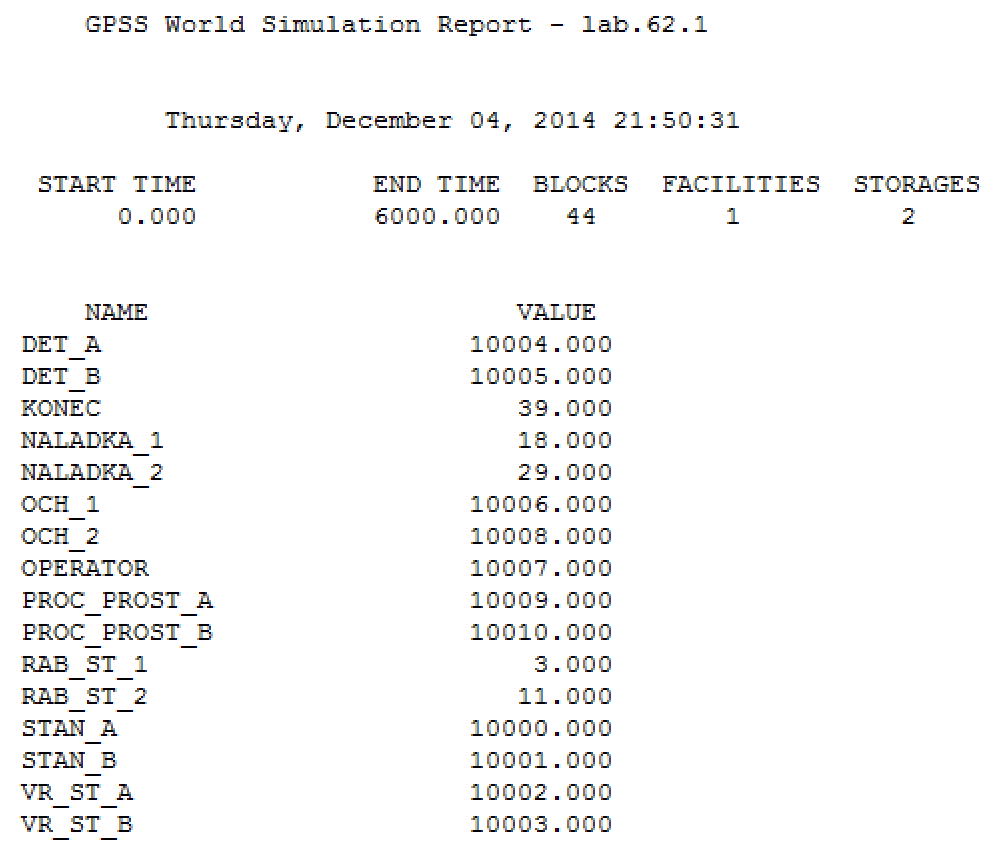 GPSS World Simulation Report - lab.62.1
Thursday, December 04, 2014 21:50:31
START TIME END TIME BLOCKS FACILITIES STORAGES
0.000 6000.000 44 1 2
NAME VALUE
DET_A 10004.000
DET_B 10005.000
KONEC 39.000
NALADKA_1 18.000
NALADKA_2 29.000
OCH_1 10006.000
OCH_2 10008.000
OPERATOR 10007.000
PROC_PROST_A 10009.000
PROC_PROST_B 10010.000
RAB_ST_1 3.000
RAB_ST_2 11.000
STAN_A 10000.000
STAN_B 10001.000
VR_ST_A 10002.000
VR_ST_B 10003.000